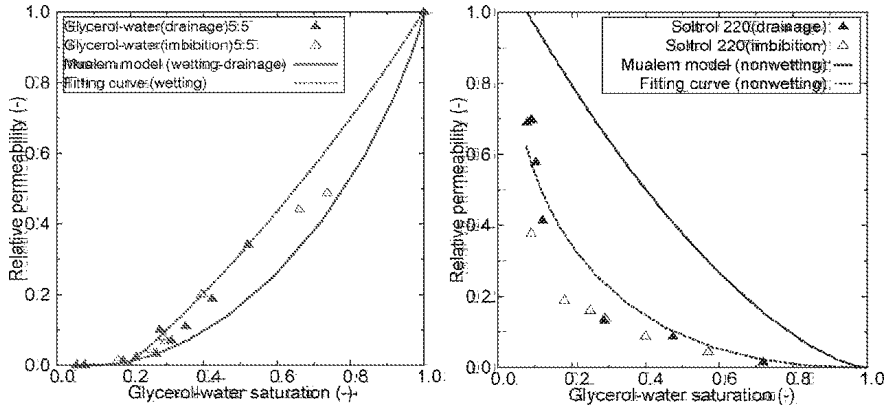 Glycerol-water(drainage)5:5
Glycerol-water(imbibition)5:5
Mualem model (wetting-drainage)
Fitting curve (wetting)
1.0
0.8
0.6
0.4
0.2
0.0
Relative permeability (-)
0.0 0.2 0.4 0.6 0.8 1.0
Glycerol-water saturation (-)
Soltrol 220(drainage)
Soltrol 220(imbibition)
Mualem model (nonwetting)
Fitting curve (nonwetting)
1.0
0.8
0.6
0.4
0.2
0.0
Relative permeability (-)
0.0 0.2 0.4 0.6 0.8 1.0
Glycerol-water saturation (-)